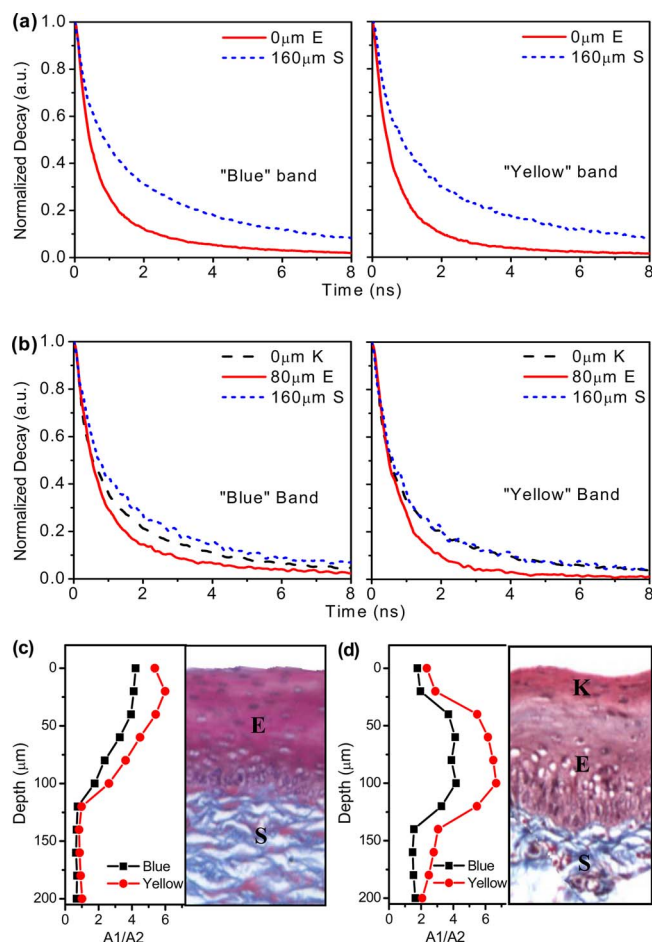 (a)
1.0
0.8
0.6
0.4
0.2
0.0
Normalized Decay (a.u.)
0μm E
160μm S
"Blue" band
0 2 4 6 8
0μm E
160μm S
"Yellow" band
0 2 4 6 8
Time (ns)
Time (ns)
(b)
1.0
0.8
0.6
0.4
0.2
0.0
Normalized Decay (a.u.)
0μm K
80μm E
160μm S
"Blue" Band
0 2 4 6 8
Time (ns)
0μm K
80μm E
160μm S
"Yellow" Band
0 2 4 6 8
Time (ns)
(c)
0
50
100
150
200
Depth (μm)
Blue
Yellow
0 2 4 6
A1/A2
E
S
(d)
0
50
100
150
200
Depth (μm)
Blue
Yellow
0 2 4 6
A1/A2
K
E
S